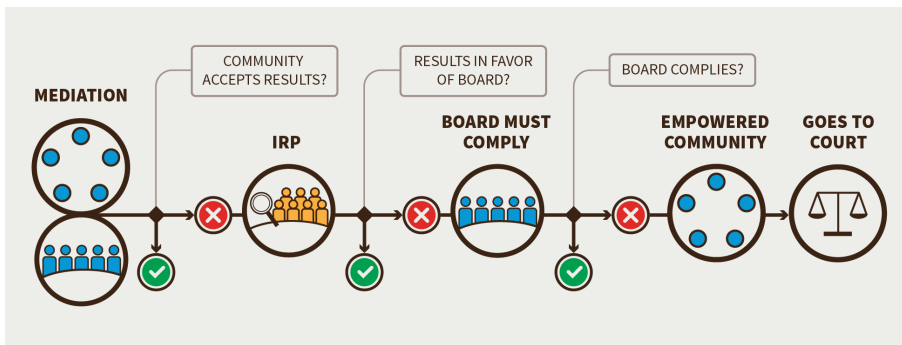 COMMUNITY
ACCEPTS RESULTS?
RESULTS IN FAVOR
OF BOARD?
BOARD COMPLIES?
MEDIATION
IRP
BOARD MUST
COMPLY
EMPOWERED
COMMUNITY
GOES TO
COURT